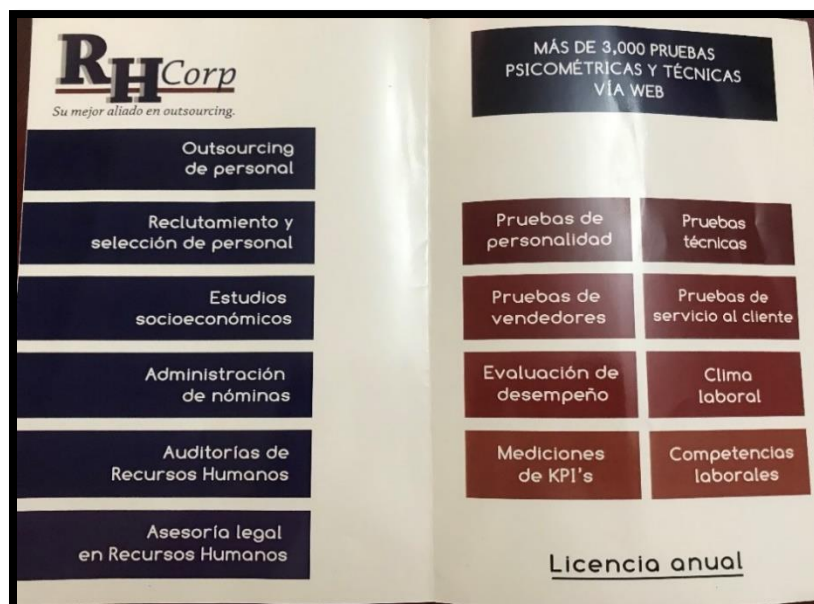 RHCorp
Su mejor aliado en outsourcing.
Outsourcing
de personal
Reclutamiento y
selección de personal
Estudios
socioeconómicos
Administración
de nóminas
Auditorías de
Recursos Humanos
Asesoría legal
en Recursos Humanos
MÁS DE 3,000 PRUEBAS
PSICOMÉTRICAS Y TÉCNICAS
VÍA WEB
Pruebas de
personalidad
Pruebas
técnicas
Pruebas de
vendedores
Pruebas de
servicio al cliente
Evaluación de
desempeño
Clima
laboral
Mediciones
de KPI's
Competencias
laborales
Licencia anual